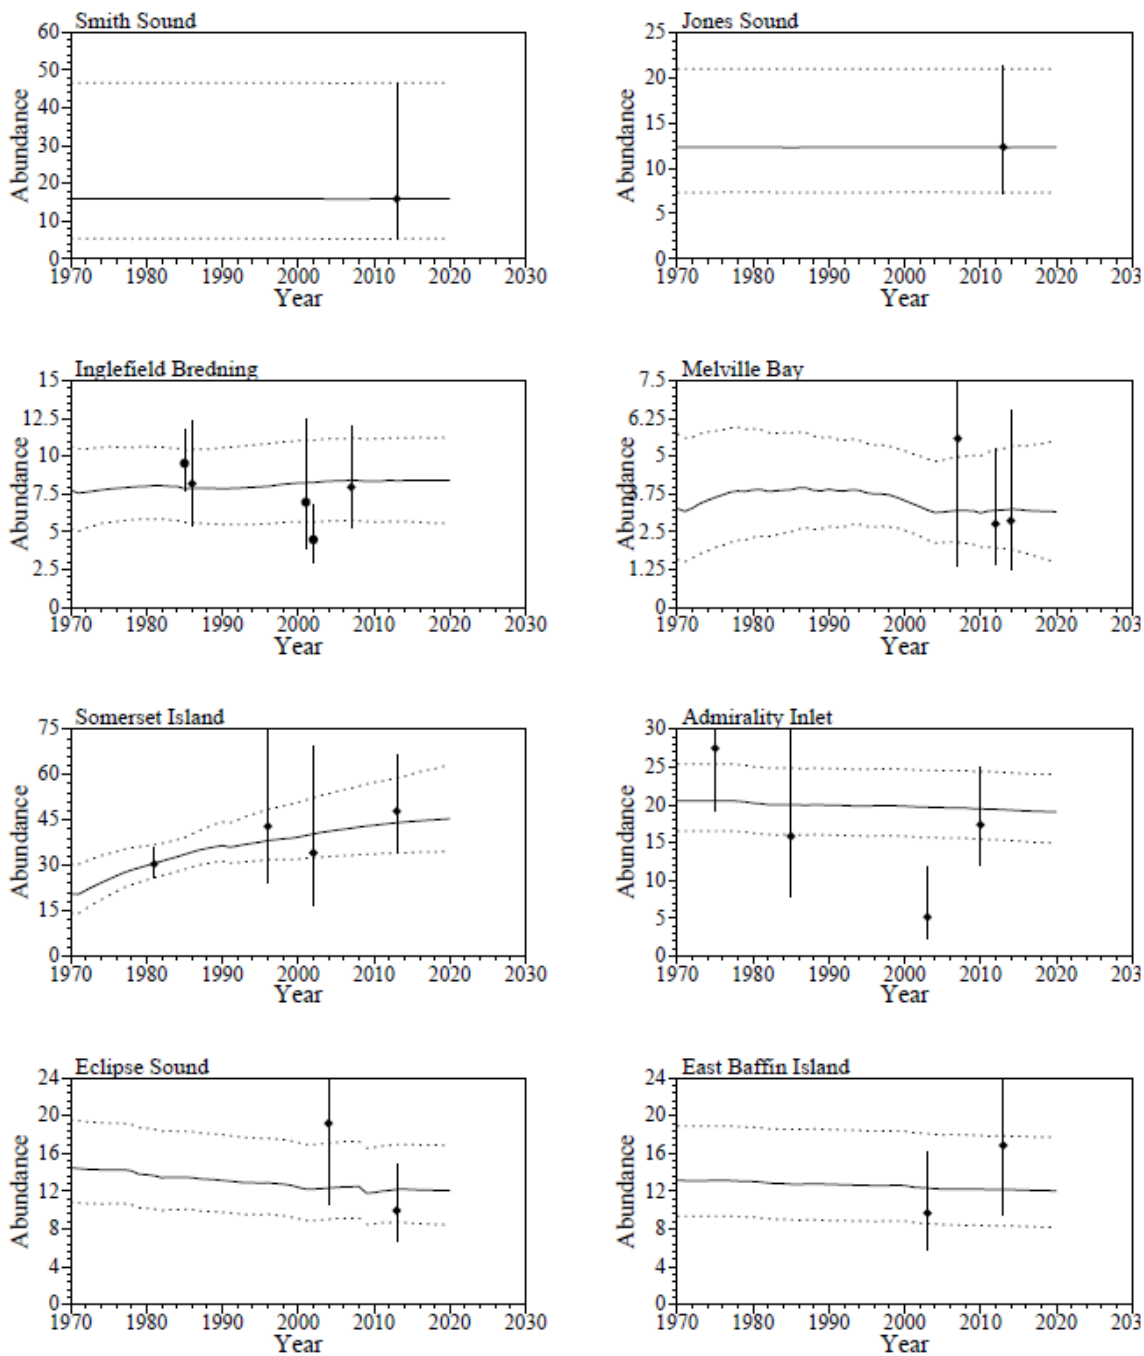 Smith Sound
60
50
40
30
20
10
0
Abundance
1970 1980 1990 2000 2010 2020 2030
Year
Jones Sound
25
20
15
10
5
0
Abundance
1970 1980 1990 2000 2010 2020 203
Year
Inglefield Bredning
15
12.5
10
7.5
5
2.5
0
Abundance
1970 1980 1990 2000 2010 2020 2030
Year
Melville Bay
7.5
6.25
5
3.75
2.5
1.25
0
Abundance
1970 1980 1990 2000 2010 2020 203
Year
Somerset Island
75
60
45
30
15
0
Abundance
1970 1980 1990 2000 2010 2020 2030
Year
Admirality Inlet
30
25
20
15
10
5
0
Abundance
1970 1980 1990 2000 2010 2020 203
Year
Eclipse Sound
24
20
16
12
8
4
0
Abundance
1970 1980 1990 2000 2010 2020 2030
Year
East Baffin Island
24
20
16
12
8
4
0
Abundance
1970 1980 1990 2000 2010 2020 203
Year